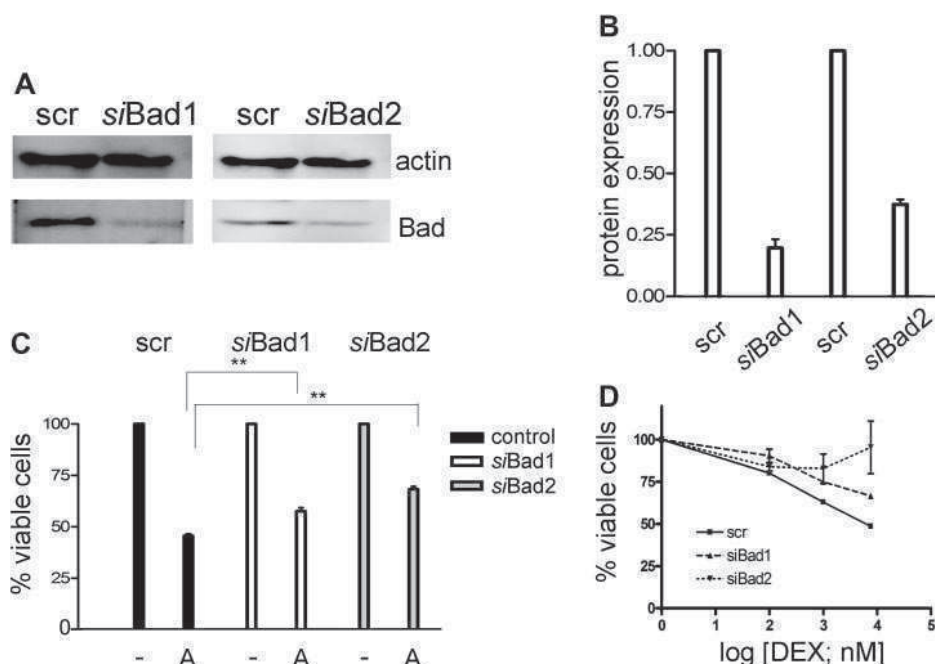 A
scr siBad1 scr siBad2
actin
Bad
B
protein expression
1.00
0.75
0.50
0.25
0.00
scr siBad1 scr siBad2
C
scr siBad1 siBad2
**
**
% viable cells
100
75
50
25
0
- A - A - A
control
siBad1
siBad2
D
% viable cells
100
75
50
25
0
scr
siBad1
siBad2
0 1 2 3 4 5
log [DEX; nM]